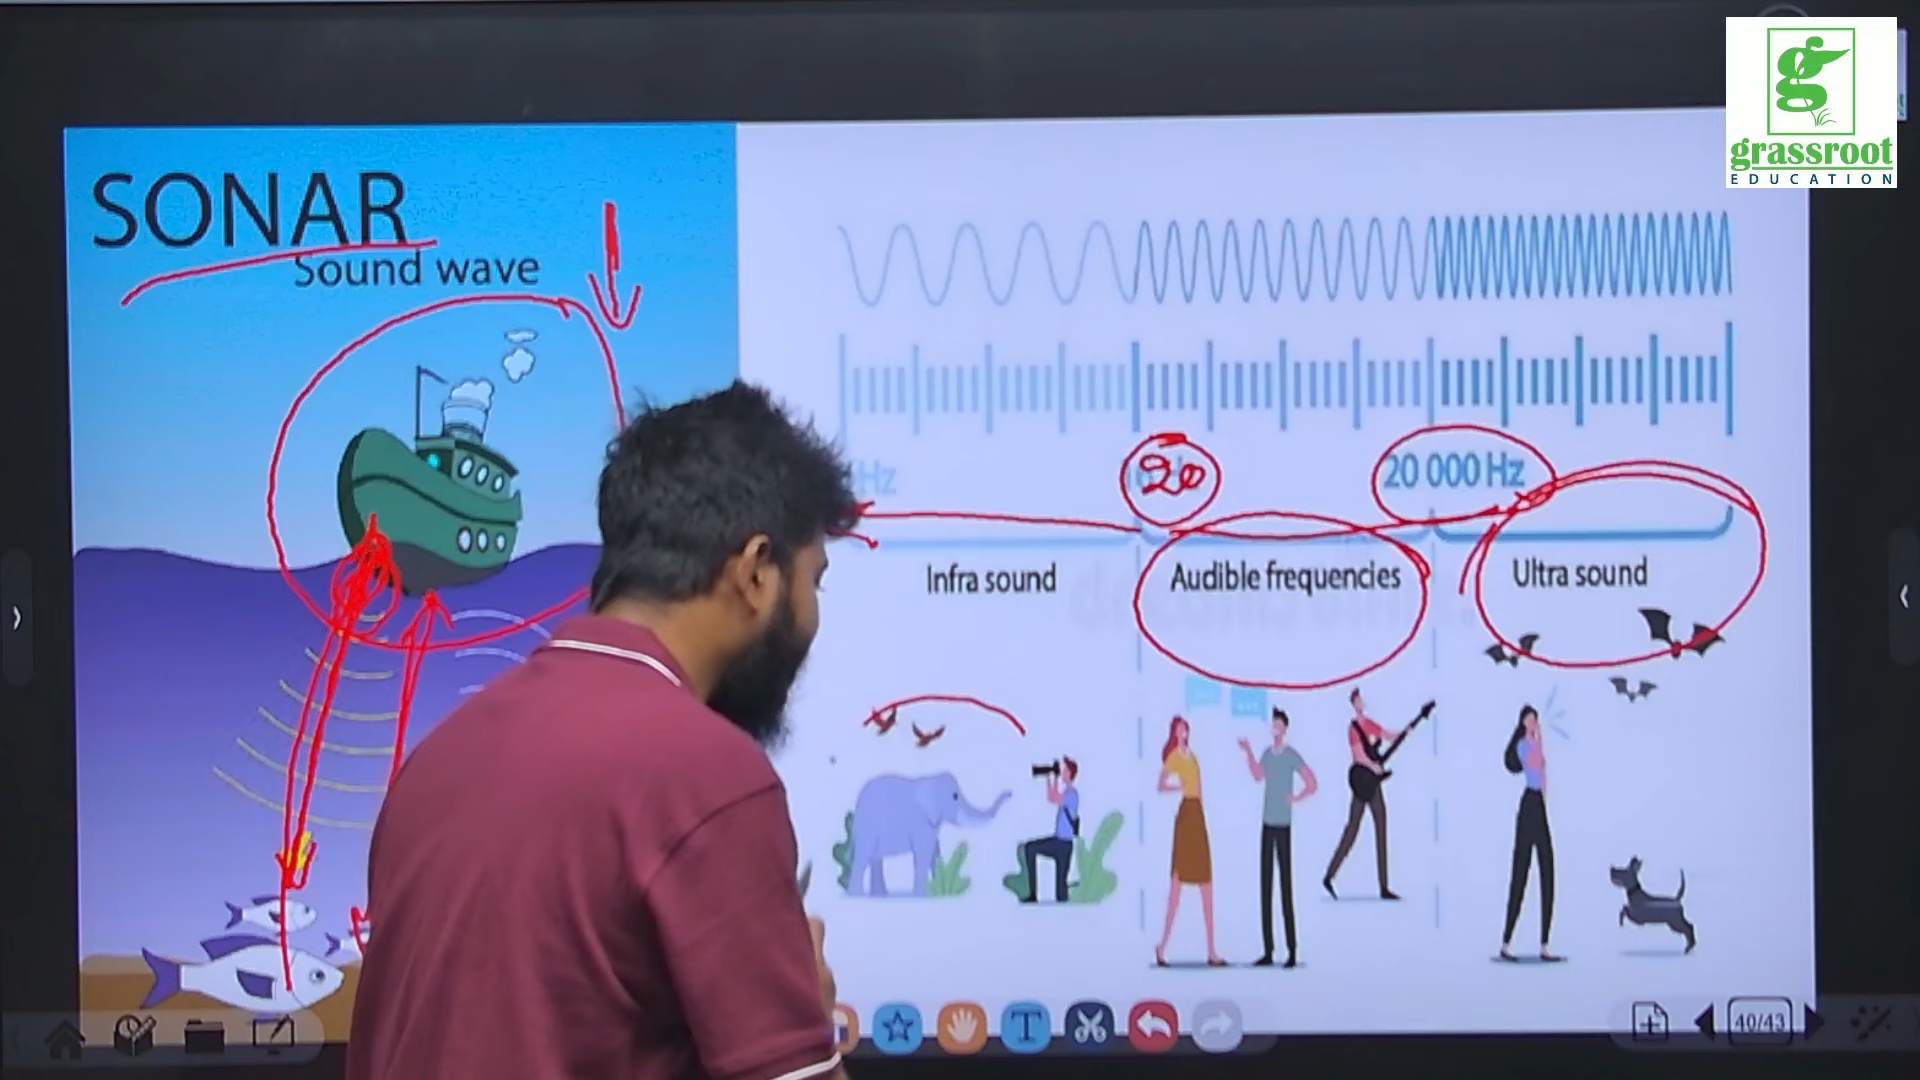 grassroot
EDUCATION
SONAR
Sound wave
Hz
20
20 000 Hz
Infra sound
Audible frequencies
Ultra sound
T
40/43